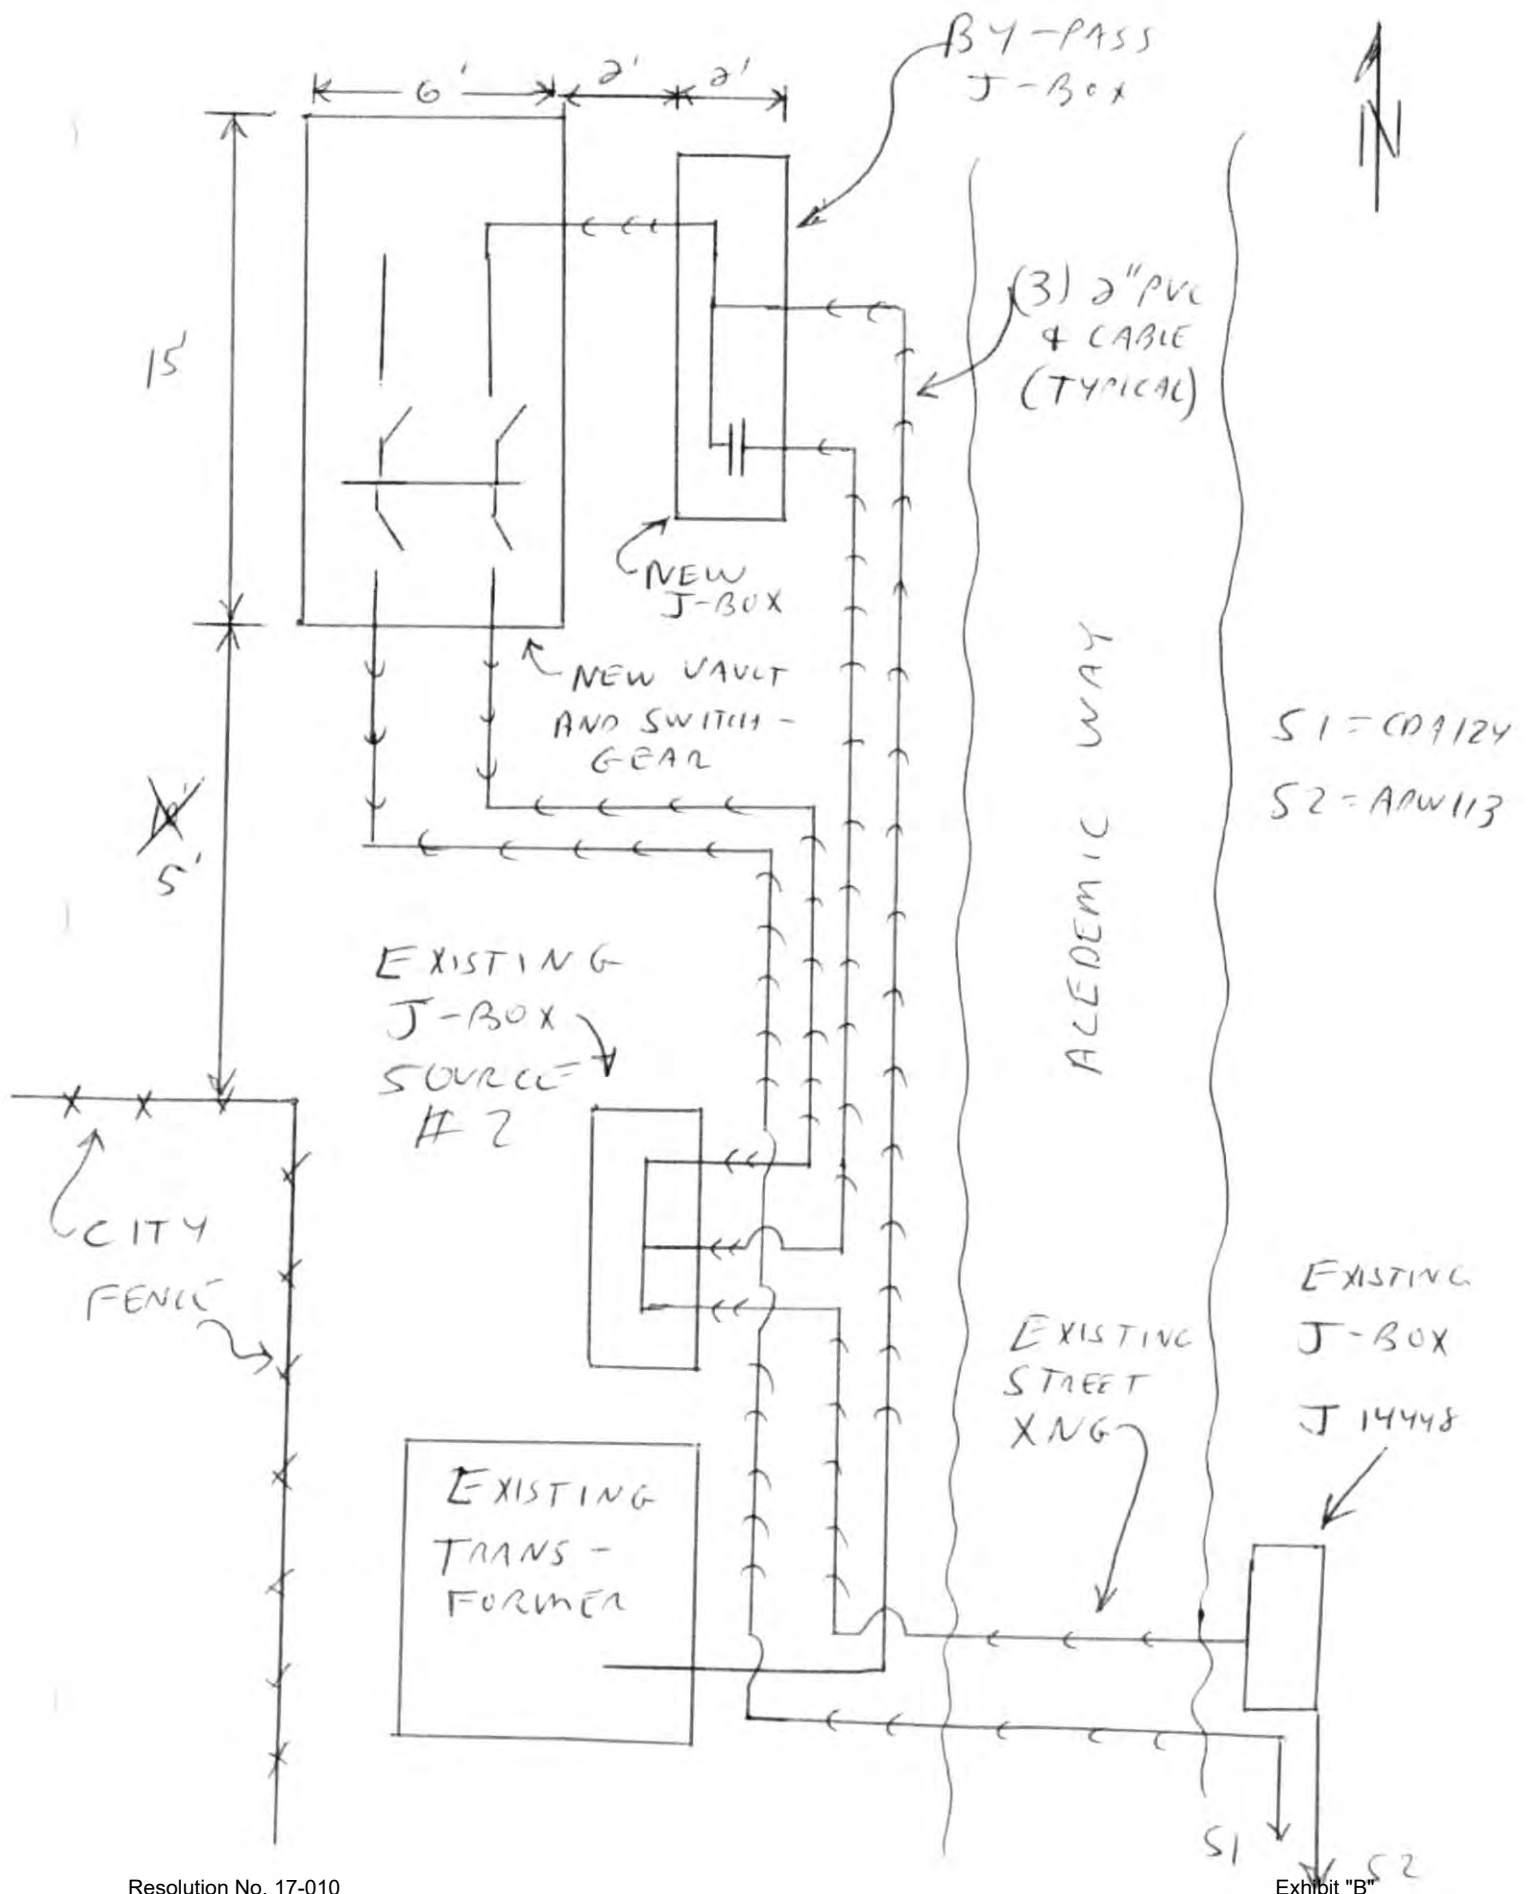 BY-PASS
J-BOX
6'
2'
2'
N
(3) 2" PVC
& CABLE
(TYPICAL)
15'
NEW
J-BOX
NEW VAULT
AND SWITCH-
GEAR
ACEDEMIC WAY
S1 = CDA124
S2 = APW113
5'
EXISTING
J-BOX
SOURCE
# 2
CITY
FENCE
EXISTING
STREET
XNG
EXISTING
J-BOX
J 14448
EXISTING
TRANS-
FORMER
S1
S2
Resolution No. 17-010
Exhibit "B"